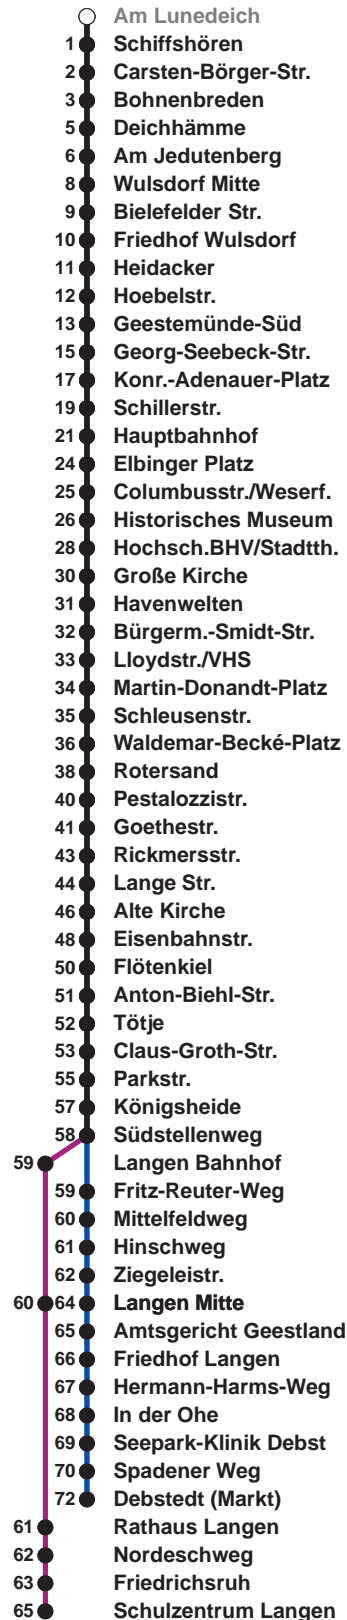 Am Lunedeich
1 Schiffshören
2 Carsten-Börger-Str.
3 Bohnenbreden
5 Deichhämme
6 Am Jedutenberg
8 Wulsdorf Mitte
9 Bielefelder Str.
10 Friedhof Wulsdorf
11 Heidacker
12 Hoebelstr.
13 Geestemünde-Süd
15 Georg-Seebeck-Str.
17 Konr.-Adenauer-Platz
19 Schillerstr.
21 Hauptbahnhof
24 Elbinger Platz
25 Columbusstr./Weserf.
26 Historisches Museum
28 Hochsch.BHV/Stadtth.
30 Große Kirche
31 Havenwelten
32 Bürgerm.-Smidt-Str.
33 Lloydstr./VHS
34 Martin-Donandt-Platz
35 Schleusenstr.
36 Waldemar-Becké-Platz
38 Rotersand
40 Pestalozzistr.
41 Goethestr.
43 Rickmersstr.
44 Lange Str.
46 Alte Kirche
48 Eisenbahnstr.
50 Flötenkiel
51 Anton-Biehl-Str.
52 Tötje
53 Claus-Groth-Str.
55 Parkstr.
57 Königsheide
58 Südstellenweg
59 Langen Bahnhof
59 Fritz-Reuter-Weg
60 Mittelfeldweg
61 Hinschweg
62 Ziegeleistr.
60 64 Langen Mitte
65 Amtsgericht Geestland
66 Friedhof Langen
67 Hermann-Harms-Weg
68 In der Ohe
69 Seepark-Klinik Debst
70 Spadener Weg
72 Debstedt (Markt)
61 Rathaus Langen
62 Nordeschweg
63 Friedrichsruh
65 Schulzentrum Langen